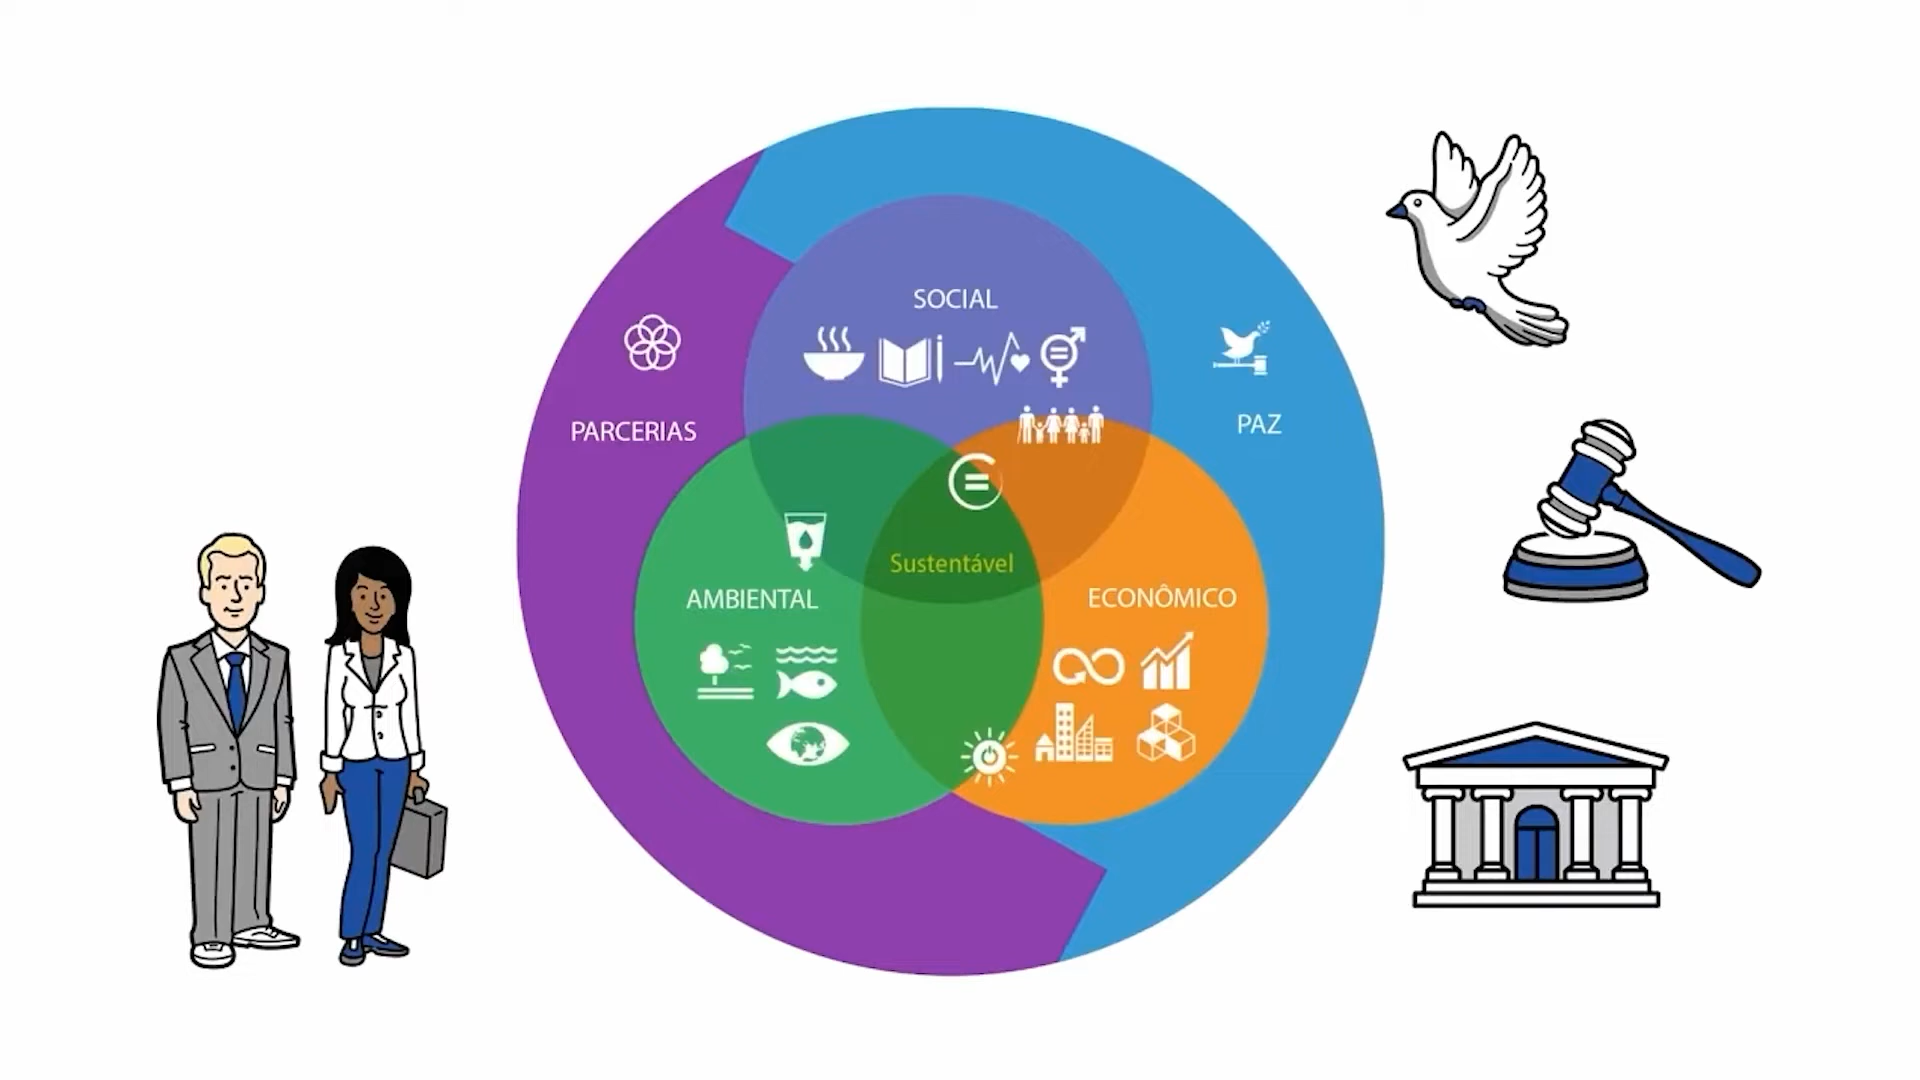 SOCIAL
PARCERIAS
PAZ
Sustentável
AMBIENTAL
ECONÔMICO